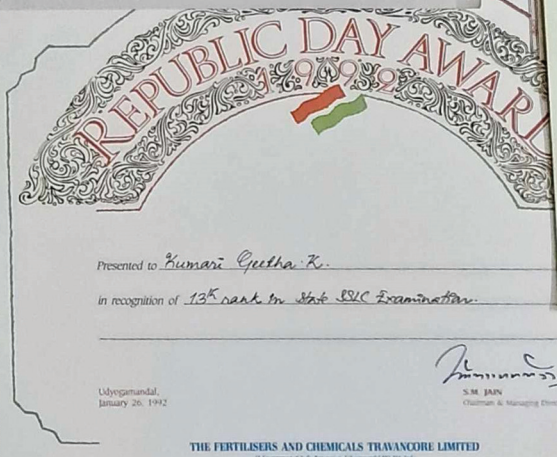 REPUBLIC DAY AWARD
1992
Presented to Kumari Geetha. K.
in recognition of 13th rank in State SSLC Examination.
Udyogamandal,
January 26, 1992
S.M. JAIN
Chairman & Managing
THE FERTILISERS AND CHEMICALS TRAVANCORE LIMITED